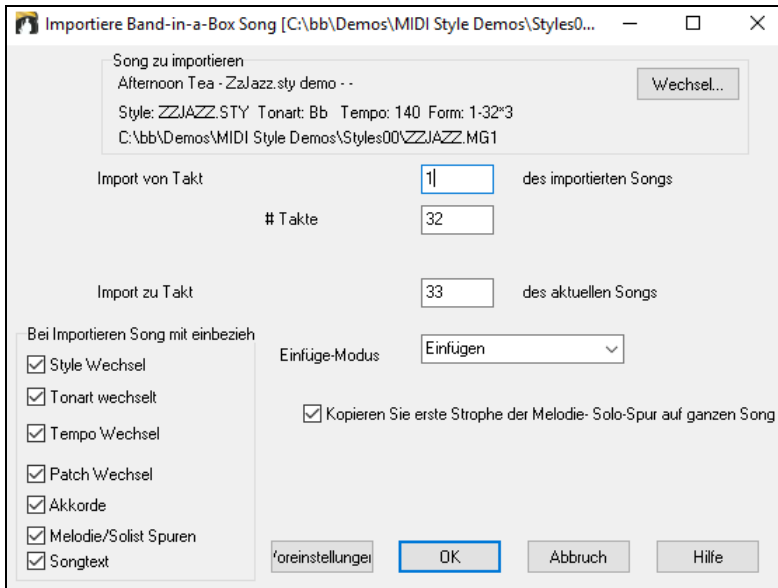 Importiere Band-in-a-Box Song [C:\bb\Demos\MIDI Style Demos\Styles0...
Song zu importieren
Afternoon Tea - ZzJazz.sty demo - -
Wechsel...
Style: ZZJAZZ.STY Tonart: Bb Tempo: 140 Form: 1-32*3
C:\bb\Demos\MIDI Style Demos\Styles00\ZZJAZZ.MG1
Import von Takt 1 des importierten Songs
# Takte 32
Import zu Takt 33 des aktuellen Songs
Bei Importieren Song mit einbezieh
Einfüge-Modus Einfügen
Style Wechsel
Tonart wechselt
Kopieren Sie erste Strophe der Melodie- Solo-Spur auf ganzen Song
Tempo Wechsel
Patch Wechsel
Akkorde
Melodie/Solist Spuren
Songtext
oreinstellunger OK Abbruch Hilfe